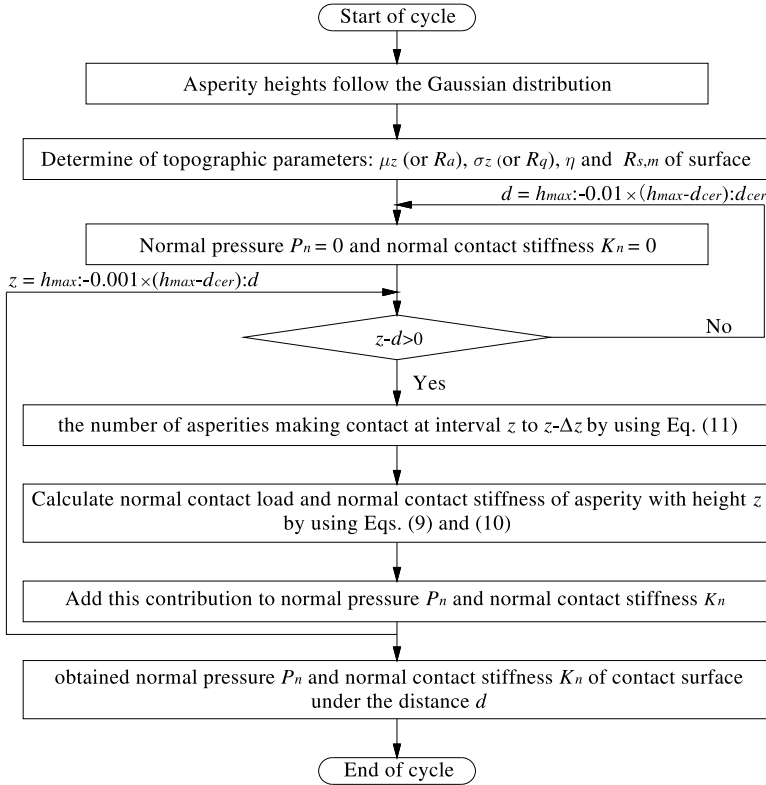 Start of cycle
Asperity heights follow the Gaussian distribution
Determine of topographic parameters: μz (or Ra), σz (or Rq), η and Rs,m of surface
d = hmax:-0.01×(hmax-dcer):dcer
Normal pressure Pn = 0 and normal contact stiffness Kn = 0
z = hmax:-0.001×(hmax-dcer):d
z-d>0
No
Yes
the number of asperities making contact at interval z to z-Δz by using Eq. (11)
Calculate normal contact load and normal contact stiffness of asperity with height z
by using Eqs. (9) and (10)
Add this contribution to normal pressure Pn and normal contact stiffness Kn
obtained normal pressure Pn and normal contact stiffness Kn of contact surface
under the distance d
End of cycle